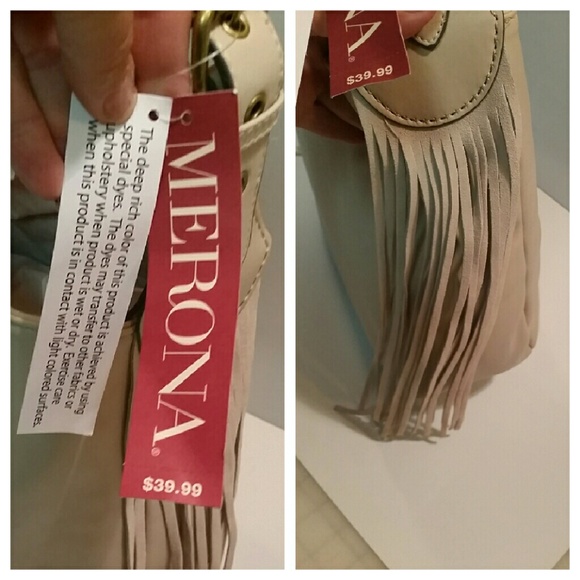 The deep rich color of this product is achieved by using
special dyes. The dyes may transfer to other fabrics or
upholstery when product is wet or dry. Exercise care
when this product is in contact with light colored surfaces.
MERONA®
$39.99
NA®
$39.99